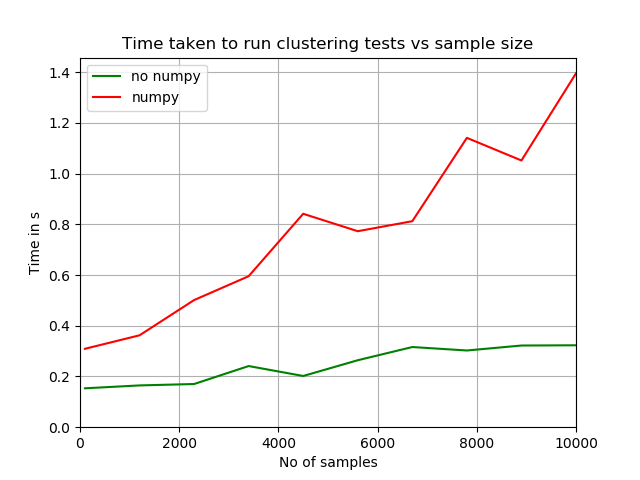 Time taken to run clustering tests vs sample size
no numpy
numpy
1.4
1.2
1.0
0.8
0.6
0.4
0.2
0.0
Time in s
0 2000 4000 6000 8000 10000
No of samples